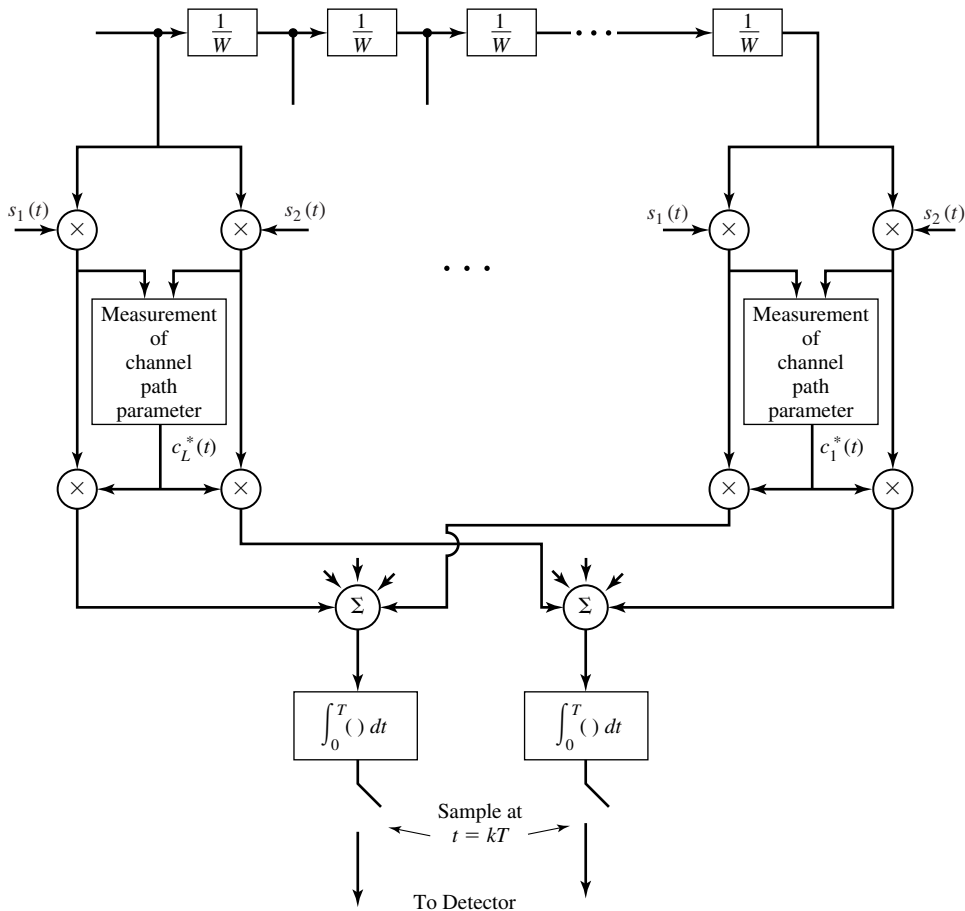 1/W 1/W 1/W . . . 1/W
s₁(t) × × s₂(t) s₁(t) × × s₂(t)
. . .
Measurement
of
channel
path
parameter
Measurement
of
channel
path
parameter
c_L^*(t) c₁^*(t)
× × × ×
Σ Σ
∫₀ᵀ( ) dt ∫₀ᵀ( ) dt
Sample at
t = kT
To Detector